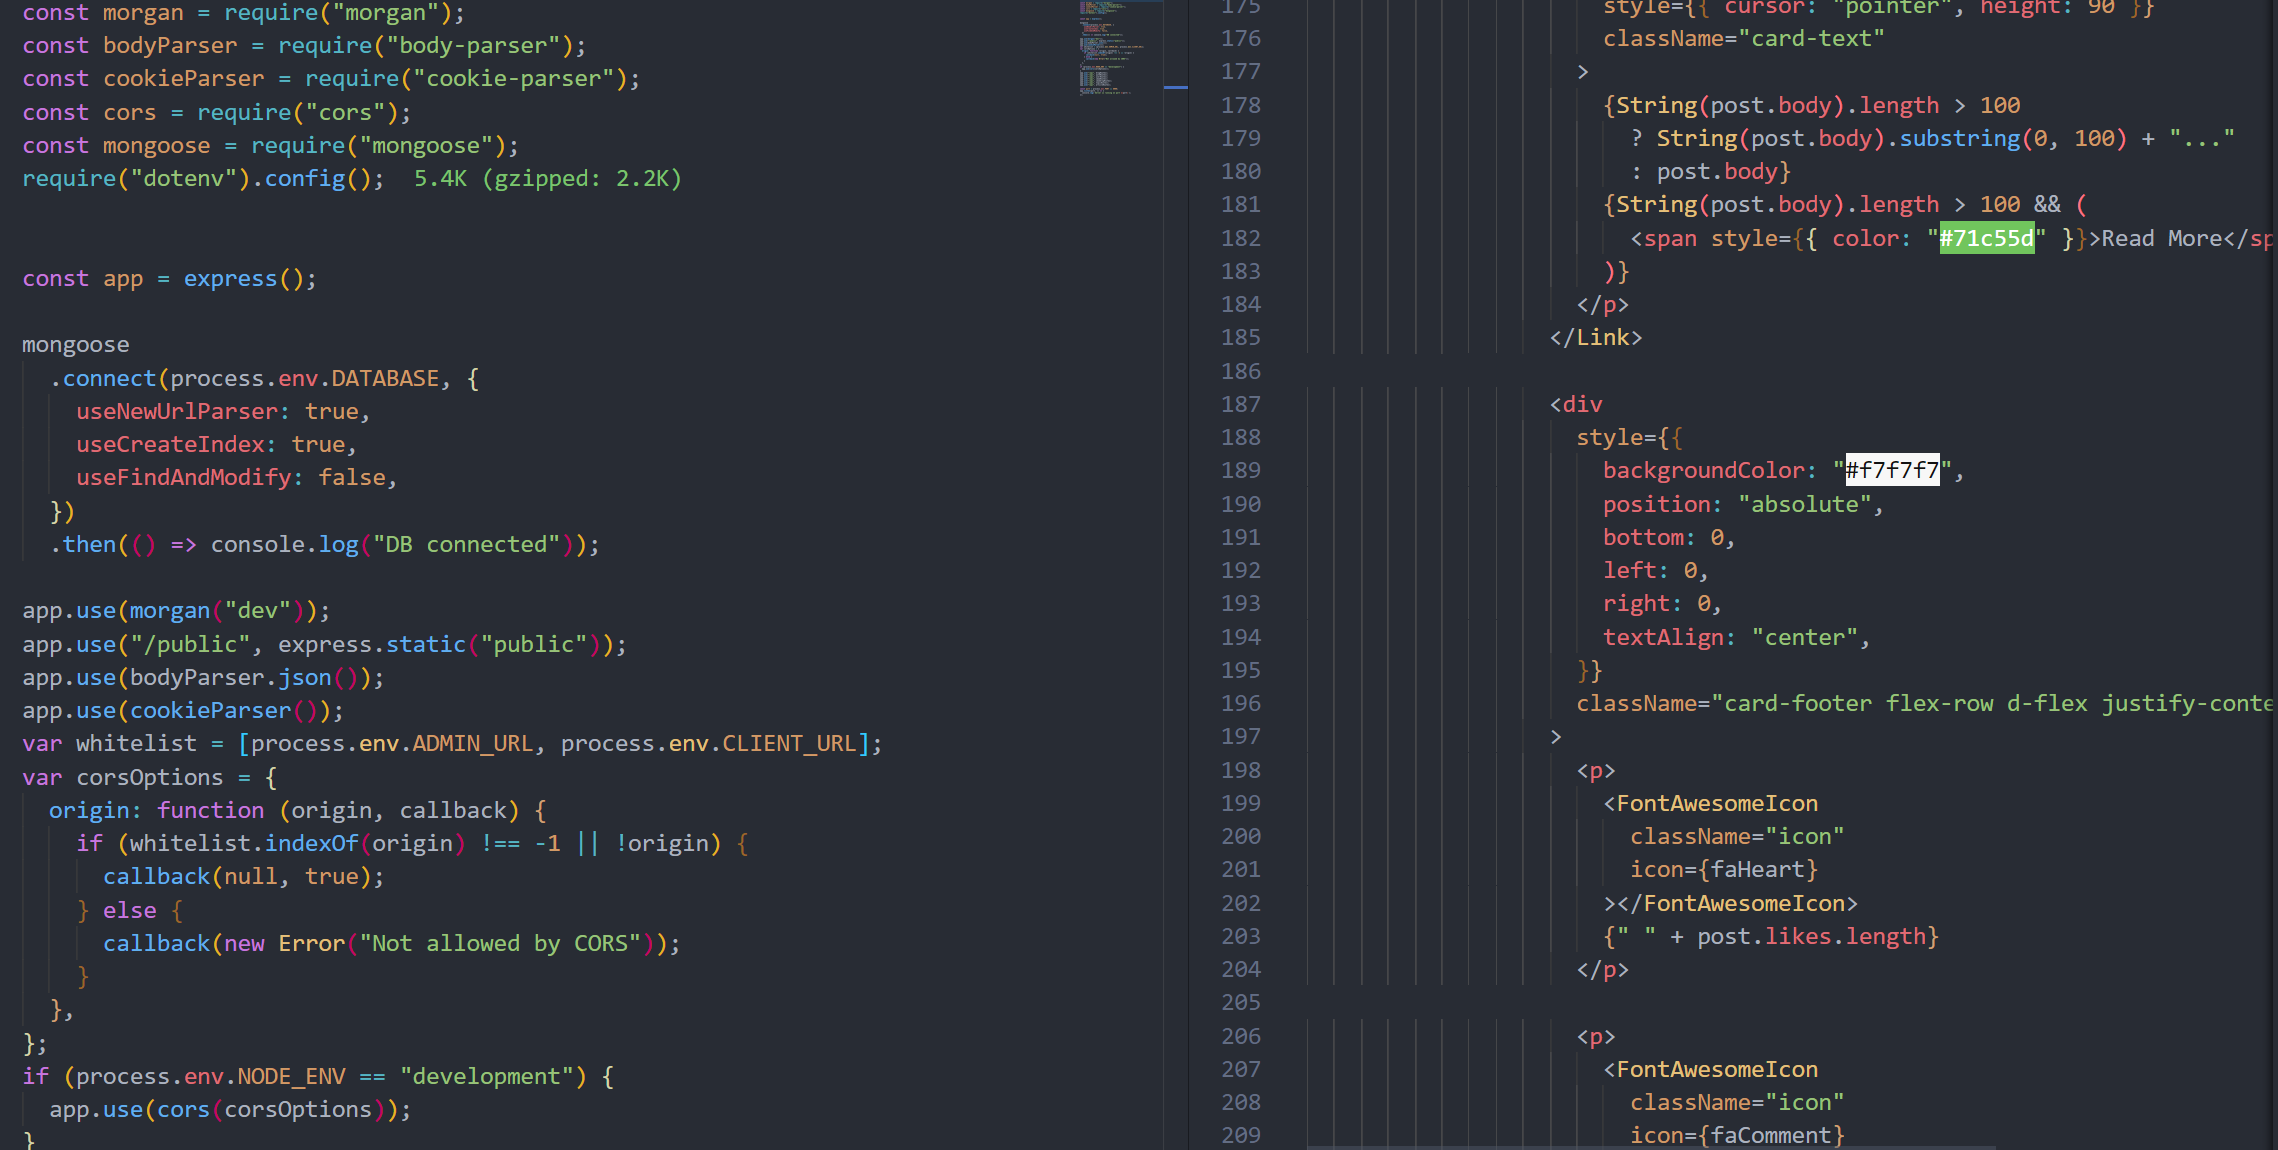 const morgan = require("morgan");
const bodyParser = require("body-parser");
const cookieParser = require("cookie-parser");
const cors = require("cors");
const mongoose = require("mongoose");
require("dotenv").config();  5.4K (gzipped: 2.2K)
const app = express();
mongoose
.connect(process.env.DATABASE, {
useNewUrlParser: true,
useCreateIndex: true,
useFindAndModify: false,
})
.then(() => console.log("DB connected"));
app.use(morgan("dev"));
app.use("/public", express.static("public"));
app.use(bodyParser.json());
app.use(cookieParser());
var whitelist = [process.env.ADMIN_URL, process.env.CLIENT_URL];
var corsOptions = {
origin: function (origin, callback) {
if (whitelist.indexOf(origin) !== -1 || !origin) {
callback(null, true);
} else {
callback(new Error("Not allowed by CORS"));
}
},
};
if (process.env.NODE_ENV == "development") {
app.use(cors(corsOptions));
}
175 style={{ cursor: "pointer", height: 90 }}
176 className="card-text"
177 >
178 {String(post.body).length > 100
179 ? String(post.body).substring(0, 100) + "..."
180 : post.body}
181 {String(post.body).length > 100 && (
182 <span style={{ color: "#71c55d" }}>Read More</sp
183 )}
184 </p>
185 </Link>
186
187 <div
188 style={{
189 backgroundColor: "#f7f7f7",
190 position: "absolute",
191 bottom: 0,
192 left: 0,
193 right: 0,
194 textAlign: "center",
195 }}
196 className="card-footer flex-row d-flex justify-conte
197 >
198 <p>
199 <FontAwesomeIcon
200 className="icon"
201 icon={faHeart}
202 ></FontAwesomeIcon>
203 {" " + post.likes.length}
204 </p>
205
206 <p>
207 <FontAwesomeIcon
208 className="icon"
209 icon={faComment}